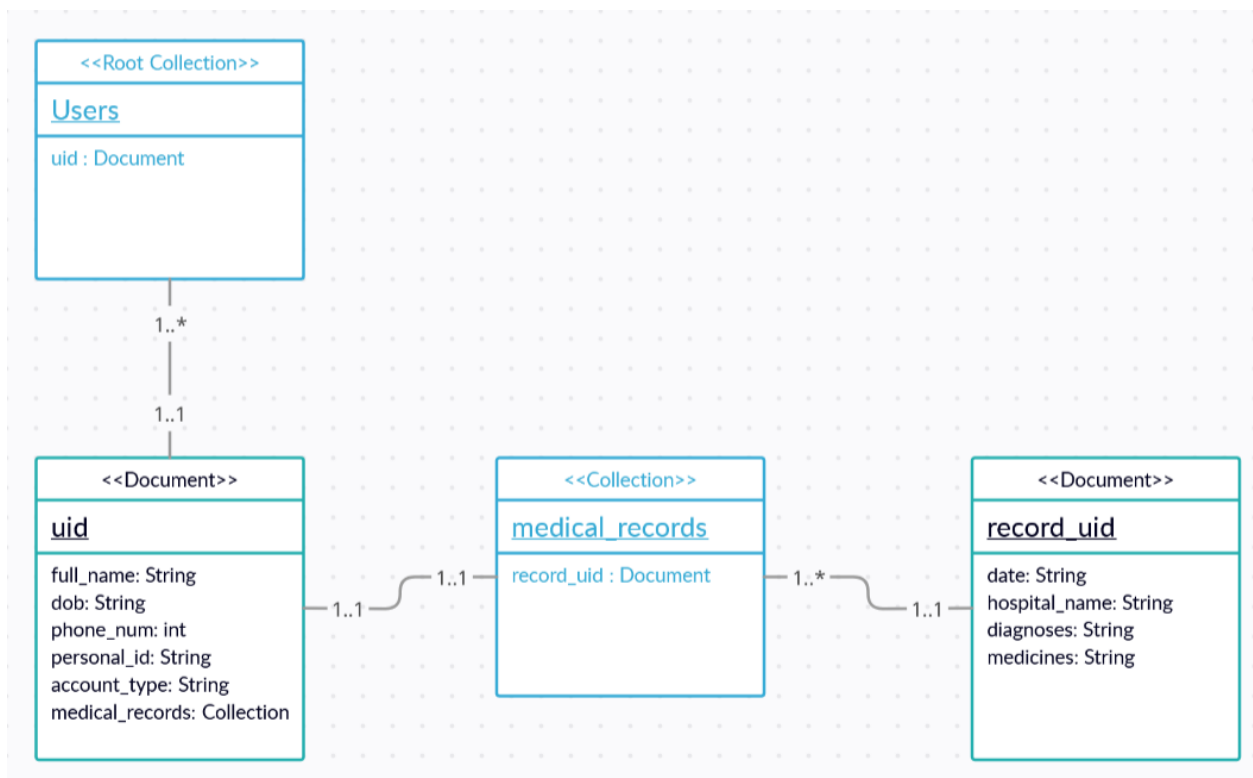 <<Root Collection>>
Users
uid : Document
1..*
1..1
<<Document>>
uid
full_name: String
dob: String
phone_num: int
personal_id: String
account_type: String
medical_records: Collection
1..1
1..1
<<Collection>>
medical_records
record_uid : Document
1..*
1..1
<<Document>>
record_uid
date: String
hospital_name: String
diagnoses: String
medicines: String